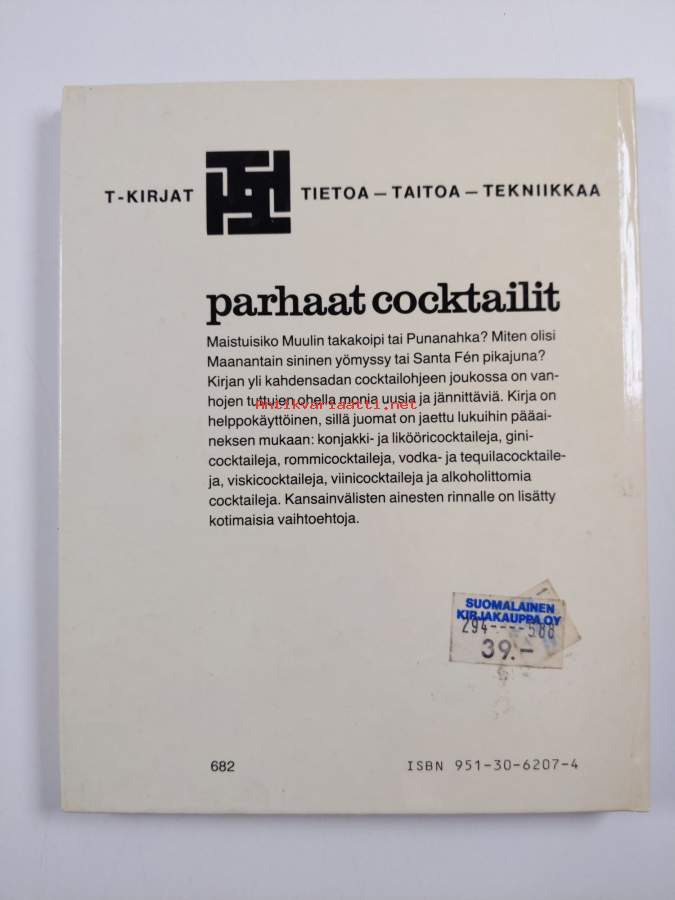 T-KIRJAT TIETOA – TAITOA – TEKNIIKKAA
parhaat cocktailit
Maistuisiko Muulin takakoipi tai Punanahka? Miten olisi
Maanantain sininen yömyssy tai Santa Fén pikajuna?
Kirjan yli kahdensadan cocktailohjeen joukossa on van-
hojen tuttujen ohella monia uusia ja jännittäviä. Kirja on
Antikvariaatti.net
helppokäyttöinen, sillä juomat on jaettu lukuihin pääai-
neksen mukaan: konjakki- ja likööricocktaileja, gini-
cocktaileja, rommicocktaileja, vodka- ja tequilacocktaile-
ja, viskicocktaileja, viinicocktaileja ja alkoholittomia
cocktaileja. Kansainvälisten ainesten rinnalle on lisätty
kotimaisia vaihtoehtoja.
SUOMALAINEN
KIRJAKAUPPA OY
294----588
39.-
682 ISBN 951-30-6207-4